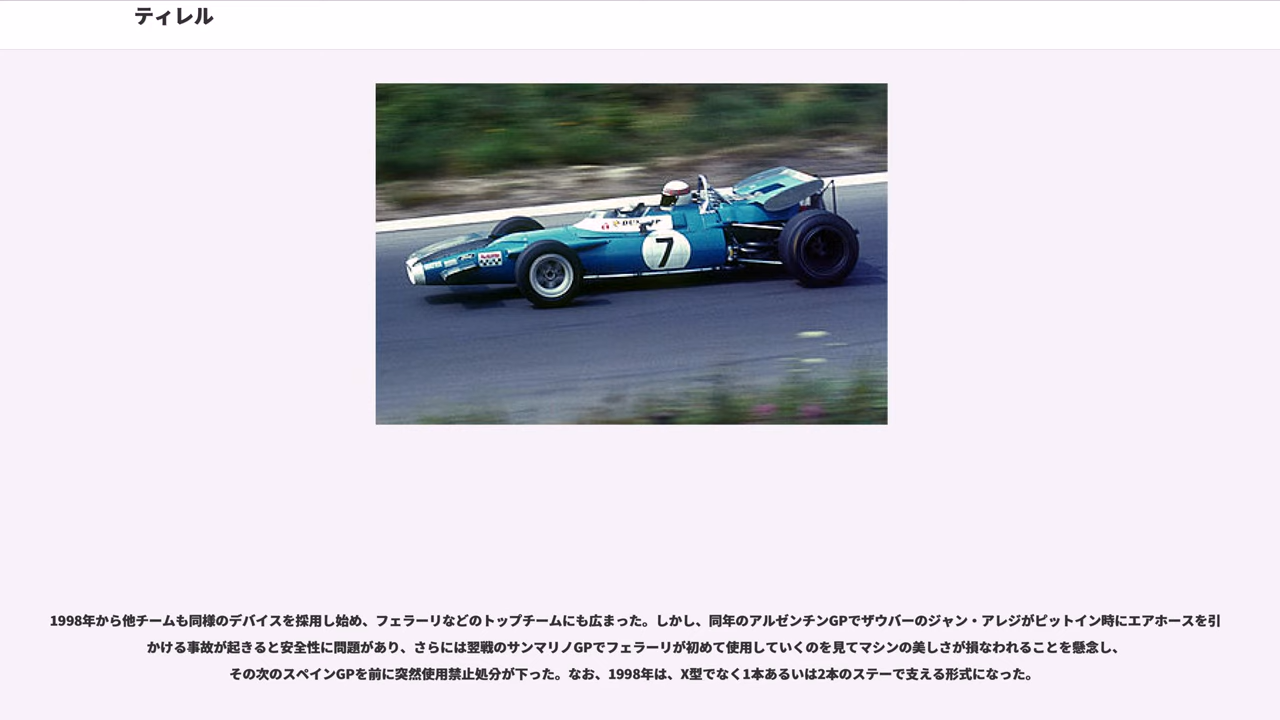 ティレル
DUNLOP
7
1998年から他チームも同様のデバイスを採用し始め、フェラーリなどのトップチームにも広まった。しかし、同年のアルゼンチンGPでザウバーのジャン・アレジがピットイン時にエアホースを引
かける事故が起きると安全性に問題があり、さらには翌戦のサンマリノGPでフェラーリが初めて使用していくのを見てマシンの美しさが損なわれることを懸念し、
その次のスペインGPを前に突然使用禁止処分が下った。なお、1998年は、X型でなく1本あるいは2本のステーで支える形式になった。